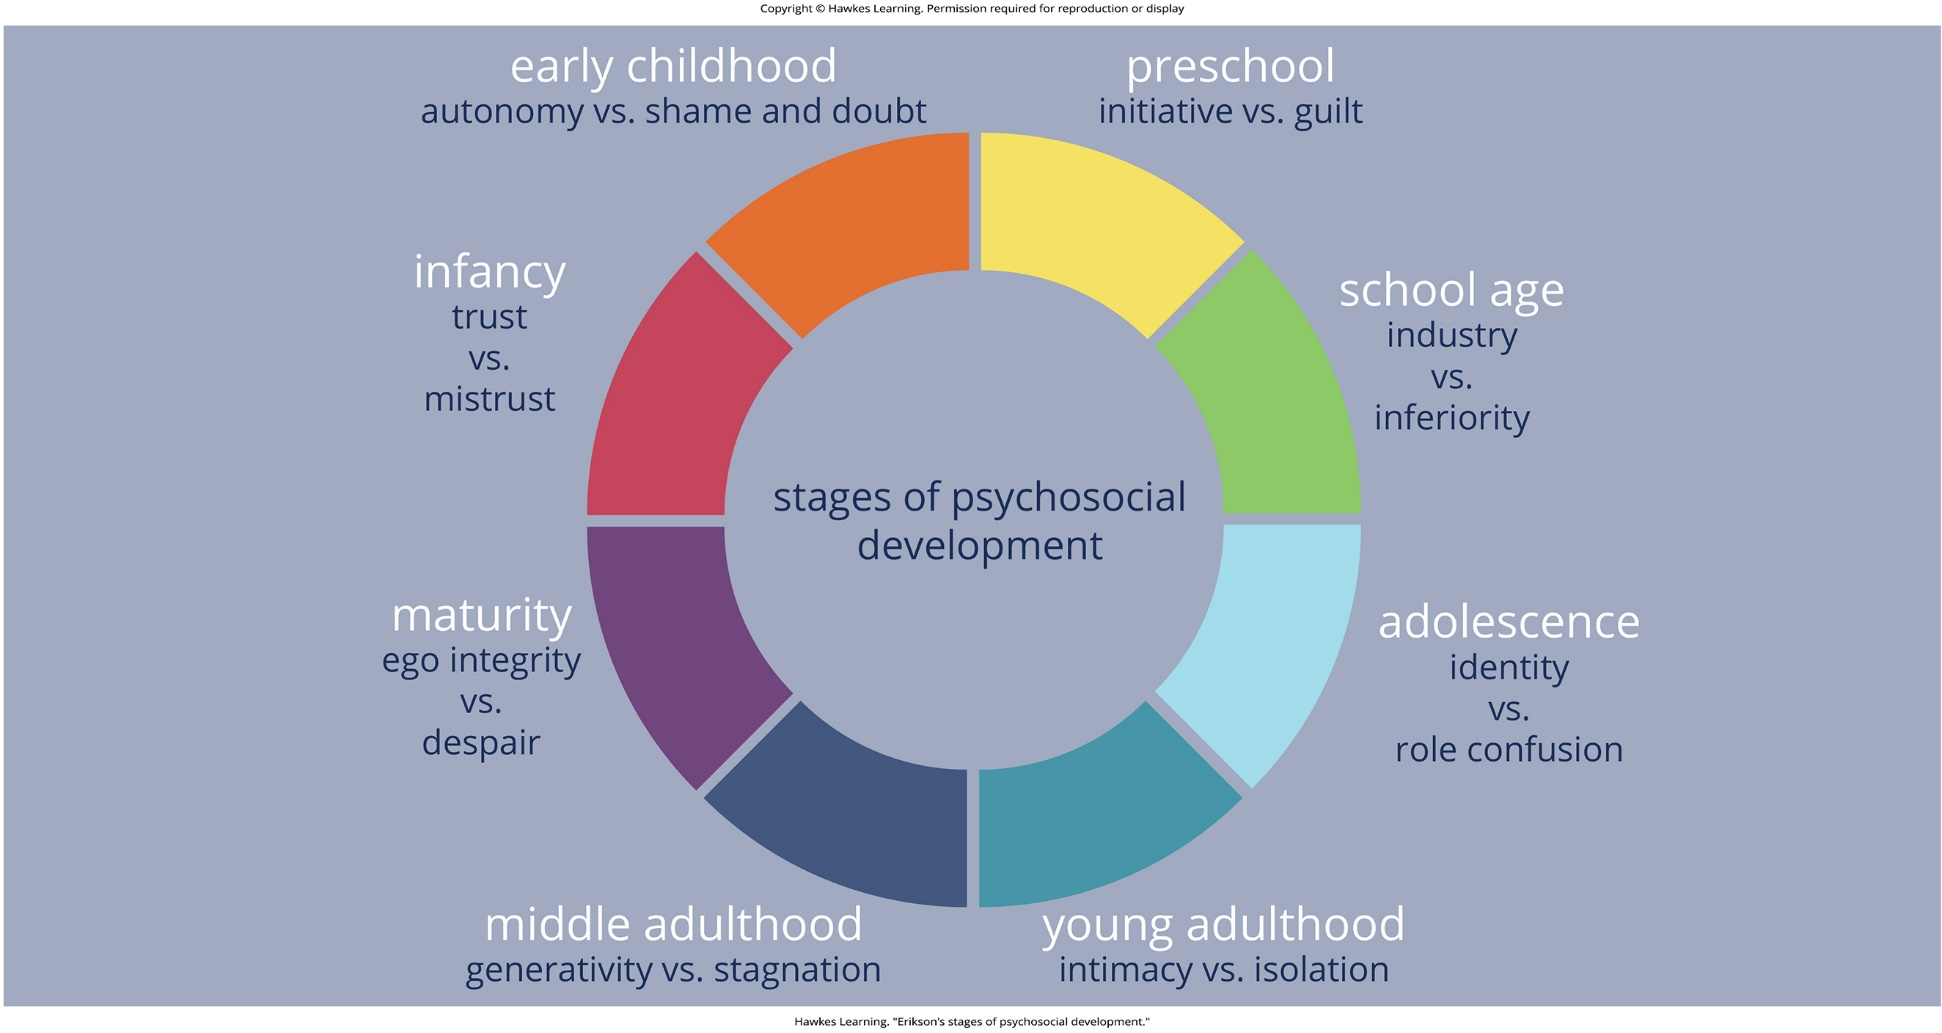 Copyright © Hawkes Learning. Permission required for reproduction or display
early childhood
autonomy vs. shame and doubt
preschool
initiative vs. guilt
infancy
trust
vs.
mistrust
school age
industry
vs.
inferiority
stages of psychosocial
development
maturity
ego integrity
vs.
despair
adolescence
identity
vs.
role confusion
middle adulthood
generativity vs. stagnation
young adulthood
intimacy vs. isolation
Hawkes Learning. "Erikson's stages of psychosocial development."